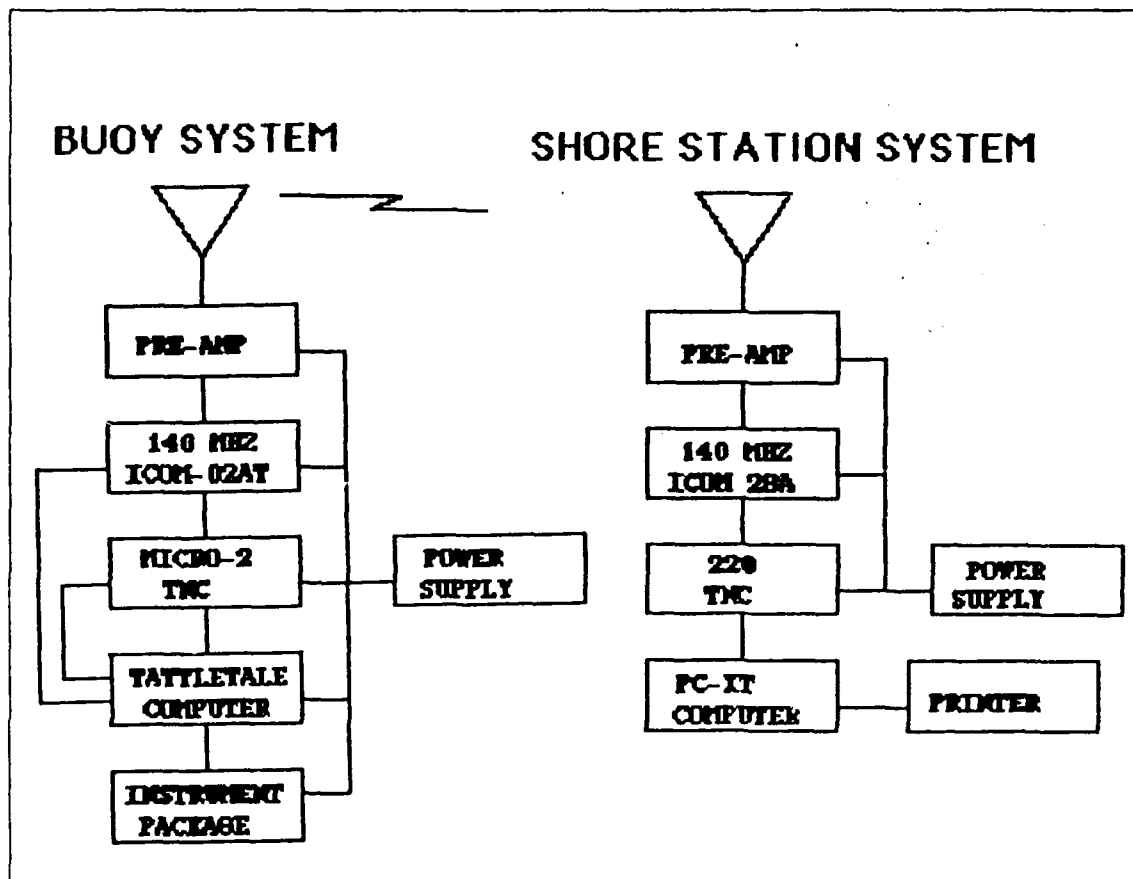 BUOY SYSTEM
PRE-AMP
140 MHZ
ICOM-02AT
MICRO-2
TNC
POWER
SUPPLY
TATTLETALE
COMPUTER
INSTRUMENT
PACKAGE
SHORE STATION SYSTEM
PRE-AMP
140 MHZ
ICOM 28A
220
TNC
POWER
SUPPLY
PC-XT
COMPUTER
PRINTER